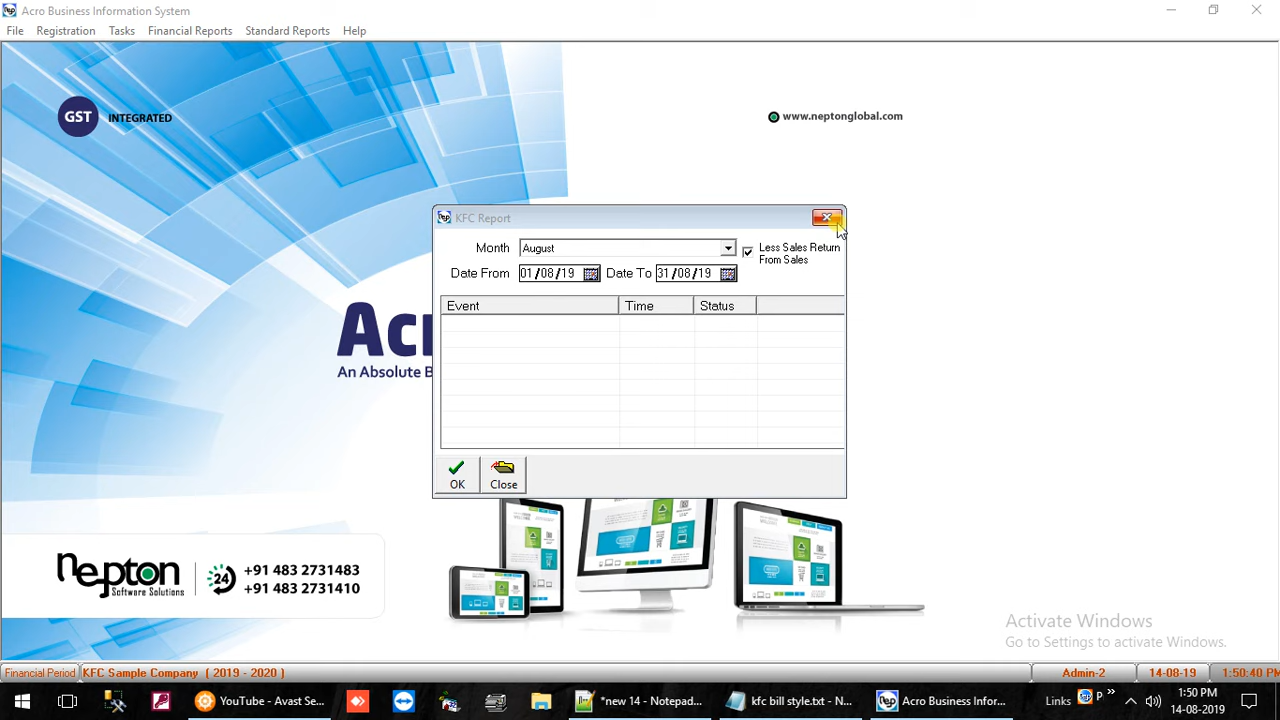 Acro Business Information System
File Registration Tasks Financial Reports Standard Reports Help
GST INTEGRATED
www.neptonglobal.com
KFC Report
Month August
Less Sales Return
From Sales
Date From 01/08/19 Date To 31/08/19
Event Time Status
Acr
An Absolute B
OK Close
nepton
Software Solutions
24
+91 483 2731483
+91 483 2731410
Activate Windows
Go to Settings to activate Windows.
Financial Period KFC Sample Company ( 2019 - 2020 ) Admin-2 14-08-19 1:50:40 PM
YouTube - Avast Se... *new 14 - Notepad... kfc bill style.txt - N... Acro Business Infor... Links P » 1:50 PM
14-08-2019